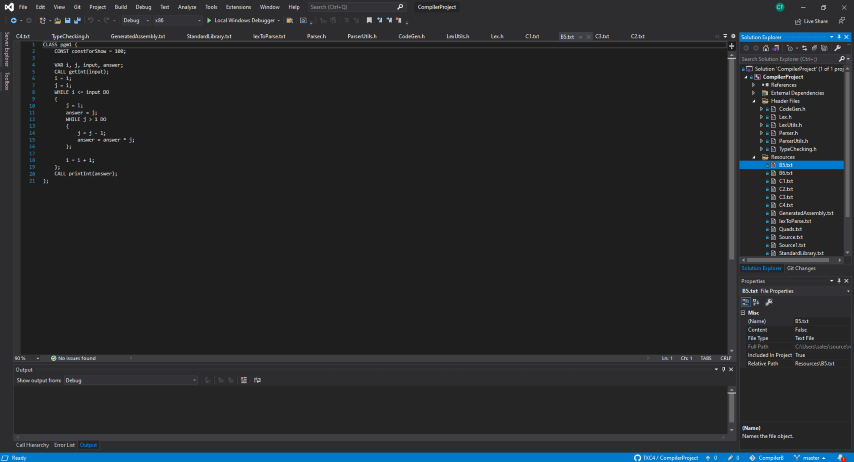 File Edit View Git Project Build Debug Test Analyze Tools Extensions Window Help Search (Ctrl+Q) CompilerProject CF
Debug x86 Local Windows Debugger Live Share
C4.txt TypeChecking.h GeneratedAssembly.txt StandardLibrary.txt lexToParse.txt Parser.h ParserUtils.h CodeGen.h LexUtils.h Lex.h C1.txt B5.txt C3.txt C2.txt
Server Explorer
Toolbox
1 CLASS pgm1 {
2 CONST constForShow = 100;
3
4 VAR i, j, input, answer;
5 CALL getInt(input);
6 i = 1;
7 j = 1;
8 WHILE i <= input DO
9 {
10 j = i;
11 answer = j;
12 WHILE j > 1 DO
13 {
14 j = j - 1;
15 answer = answer * j;
16 };
17
18 i = i + 1;
19 };
20 CALL printInt(answer);
21 };
90 % No issues found Ln: 1 Ch: 1 TABS CRLF
Output
Show output from: Debug
Call Hierarchy Error List Output
Solution Explorer
Search Solution Explorer (Ctrl+;)
Solution 'CompilerProject' (1 of 1 project)
CompilerProject
References
External Dependencies
Header Files
CodeGen.h
Lex.h
LexUtils.h
Parser.h
ParserUtils.h
TypeChecking.h
Resources
B5.txt
B6.txt
C1.txt
C2.txt
C3.txt
C4.txt
GeneratedAssembly.txt
lexToParse.txt
Quads.txt
Source.txt
Source1.txt
StandardLibrary.txt
Solution Explorer Git Changes
Properties
B5.txt File Properties
Misc
(Name) B5.txt
Content False
File Type Text File
Full Path
Included In Project True
Relative Path Resources\B5.txt
(Name)
Names the file object.
Ready TXC4 / CompilerProject 0 0 CompilerB master